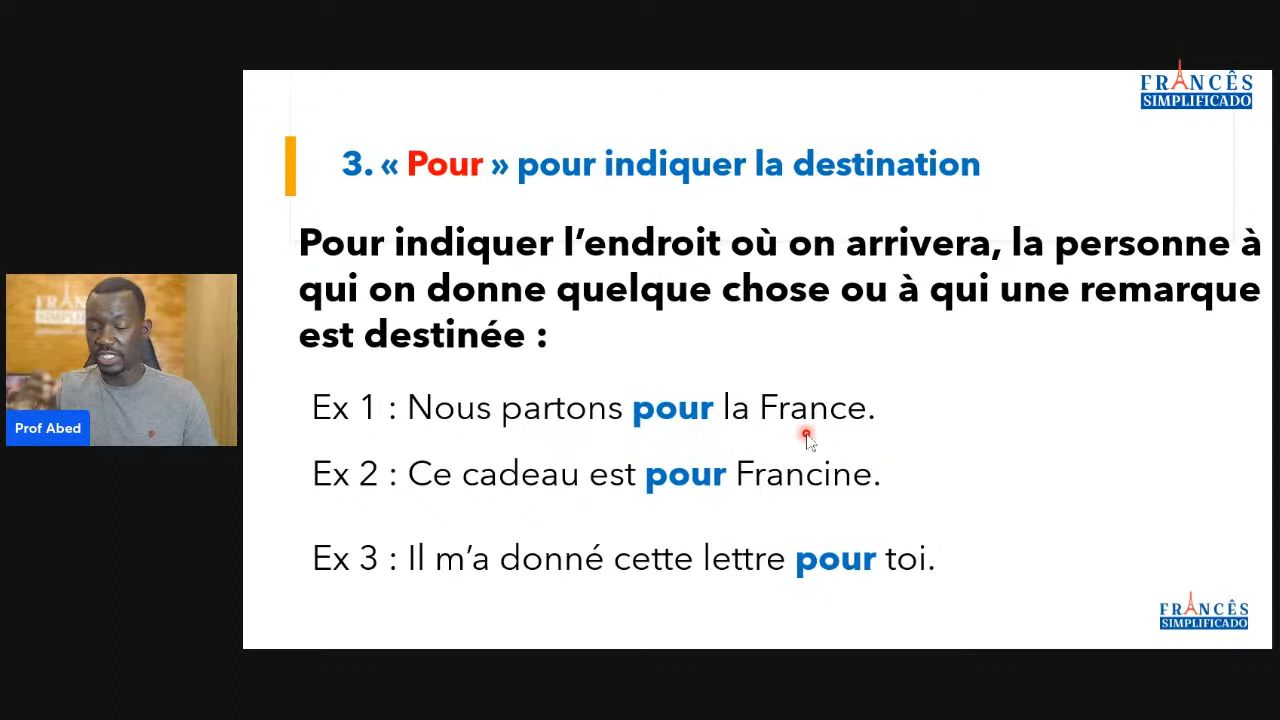 FRANCÊS
SIMPLIFICADO
3. « Pour » pour indiquer la destination
Pour indiquer l’endroit où on arrivera, la personne à
qui on donne quelque chose ou à qui une remarque
est destinée :
Ex 1 : Nous partons pour la France.
Ex 2 : Ce cadeau est pour Francine.
Ex 3 : Il m’a donné cette lettre pour toi.
Prof Abed
FRANCÊS
SIMPLIFICADO